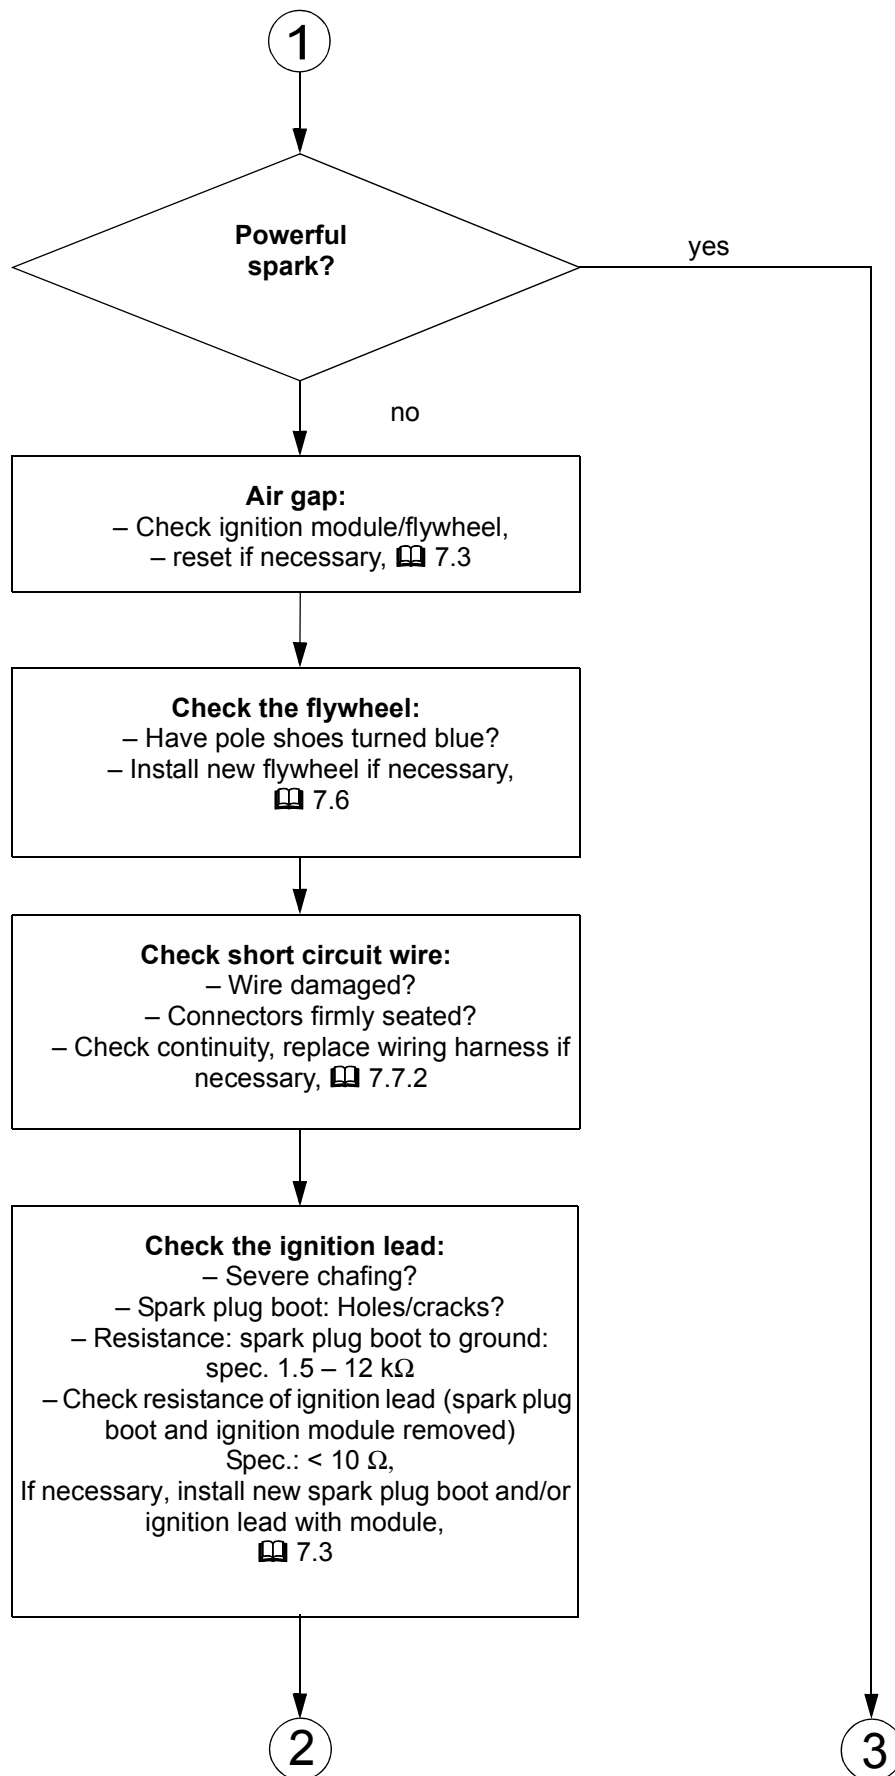 1
Powerful
spark?
yes
no
Air gap:
– Check ignition module/flywheel,
– reset if necessary, 🕮 7.3
Check the flywheel:
– Have pole shoes turned blue?
– Install new flywheel if necessary,
🕮 7.6
Check short circuit wire:
– Wire damaged?
– Connectors firmly seated?
– Check continuity, replace wiring harness if
necessary, 🕮 7.7.2
Check the ignition lead:
– Severe chafing?
– Spark plug boot: Holes/cracks?
– Resistance: spark plug boot to ground:
spec. 1.5 – 12 kΩ
– Check resistance of ignition lead (spark plug
boot and ignition module removed)
Spec.: < 10 Ω,
If necessary, install new spark plug boot and/or
ignition lead with module,
🕮 7.3
2
3